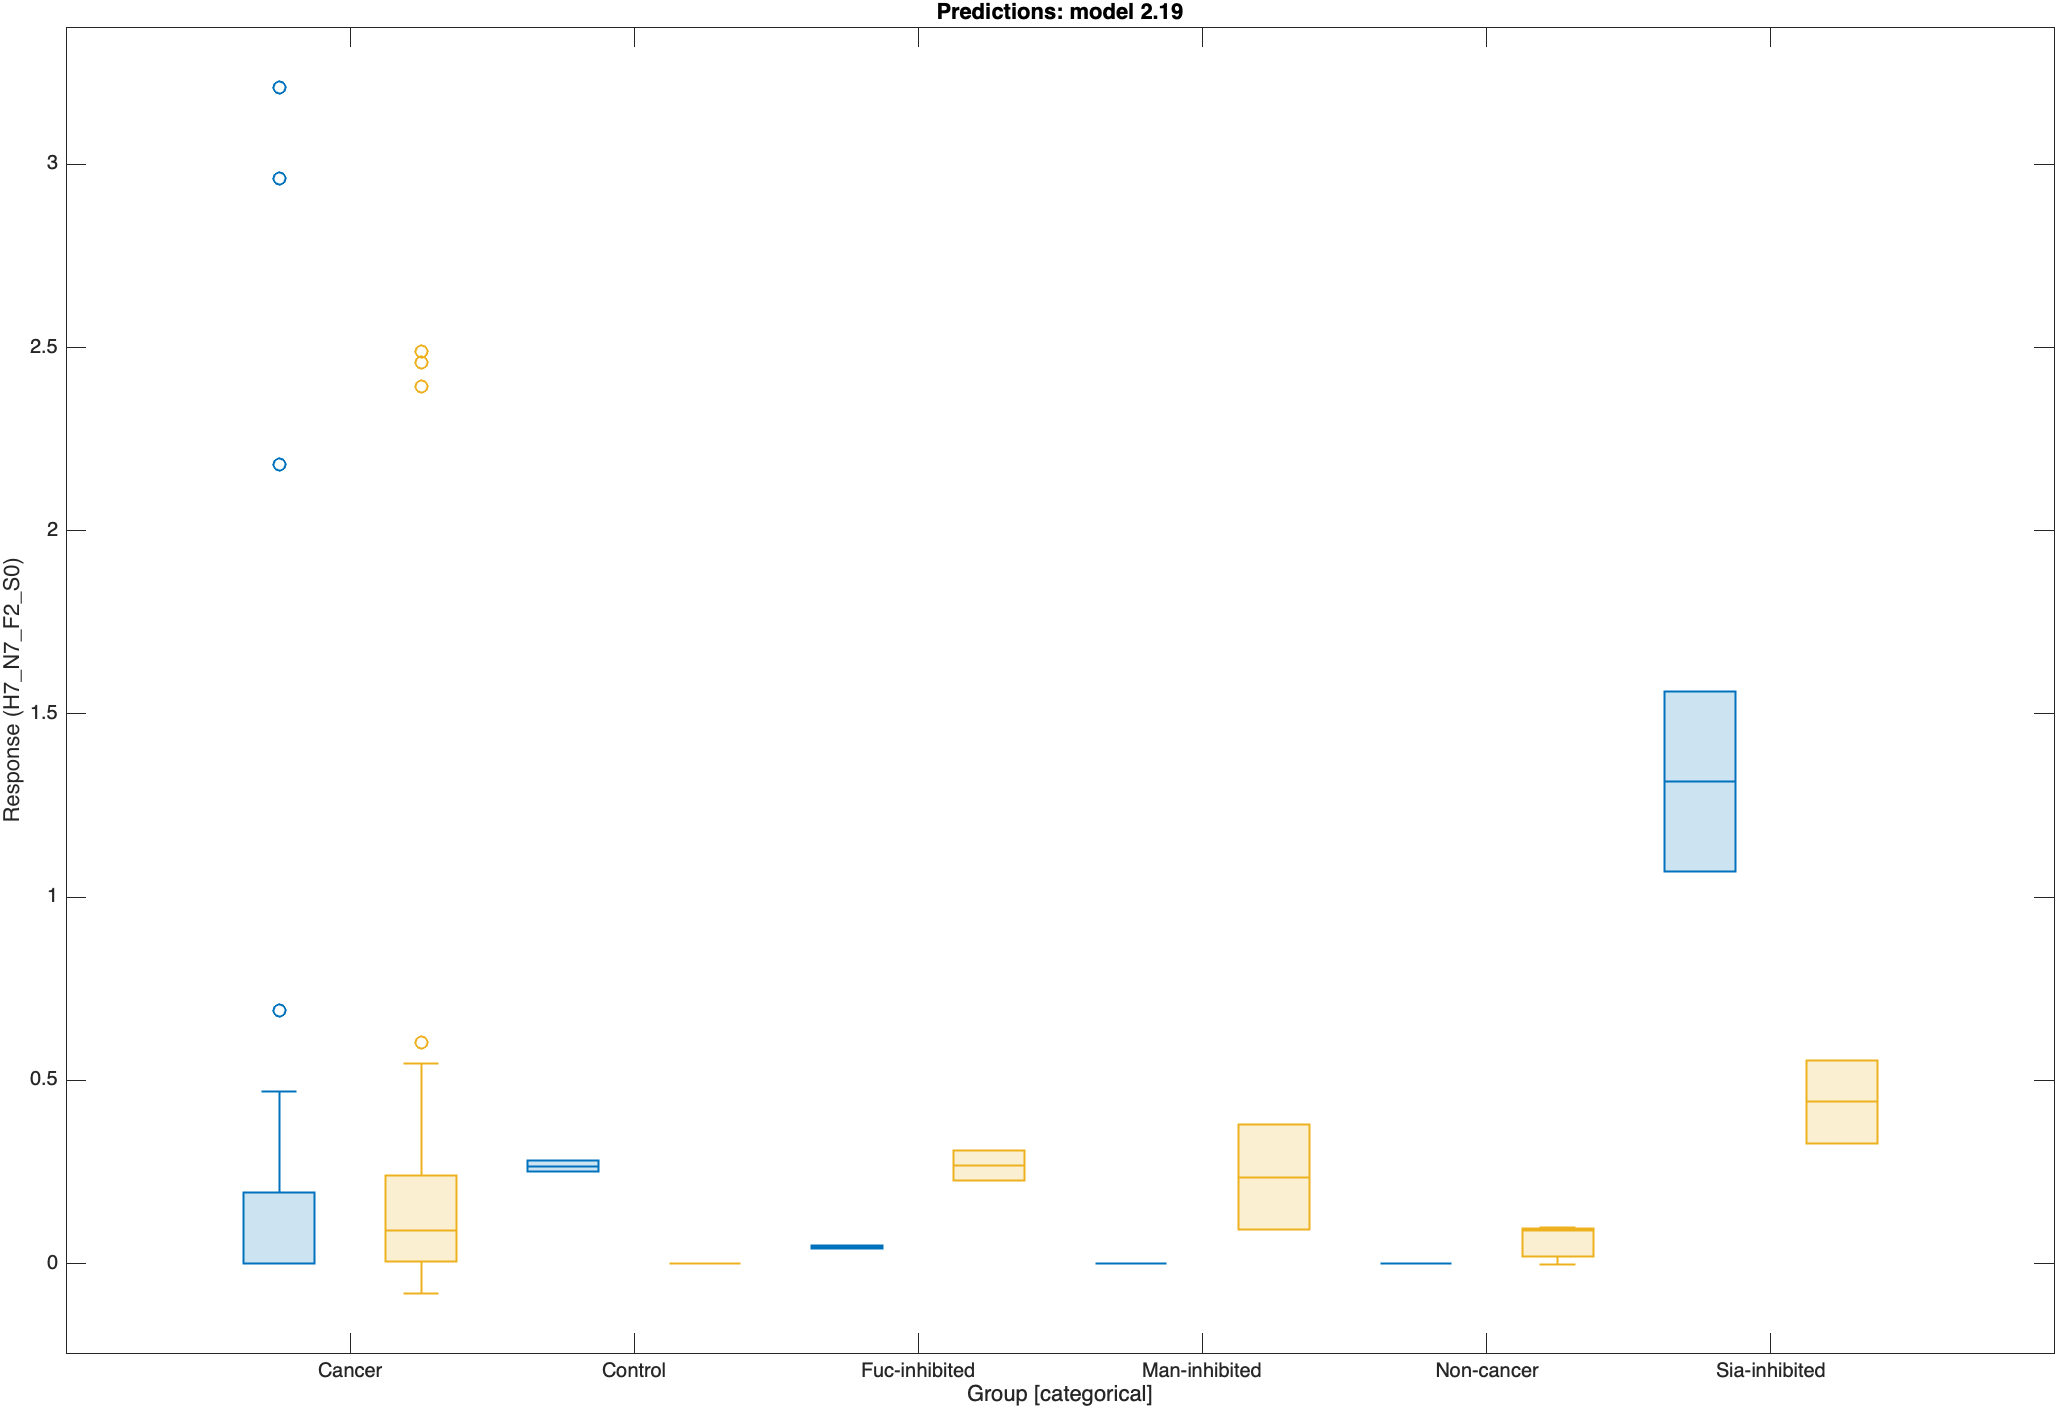 Predictions: model 2.19
Response (H7_N7_F2_S0)
3
2.5
2
1.5
1
0.5
0
Cancer Control Fuc-inhibited Man-inhibited Non-cancer Sia-inhibited
Group [categorical]